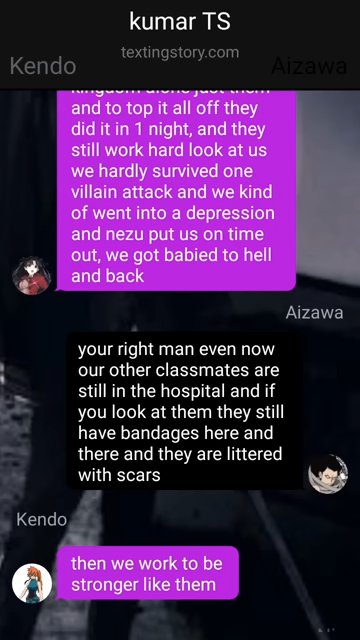 kumar TS
textingstory.com
Kendo
Aizawa
kingdom alone just them
and to top it all off they
did it in 1 night, and they
still work hard look at us
we hardly survived one
villain attack and we kind
of went into a depression
and nezu put us on time
out, we got babied to hell
and back
Aizawa
your right man even now
our other classmates are
still in the hospital and if
you look at them they still
have bandages here and
there and they are littered
with scars
Kendo
then we work to be
stronger like them